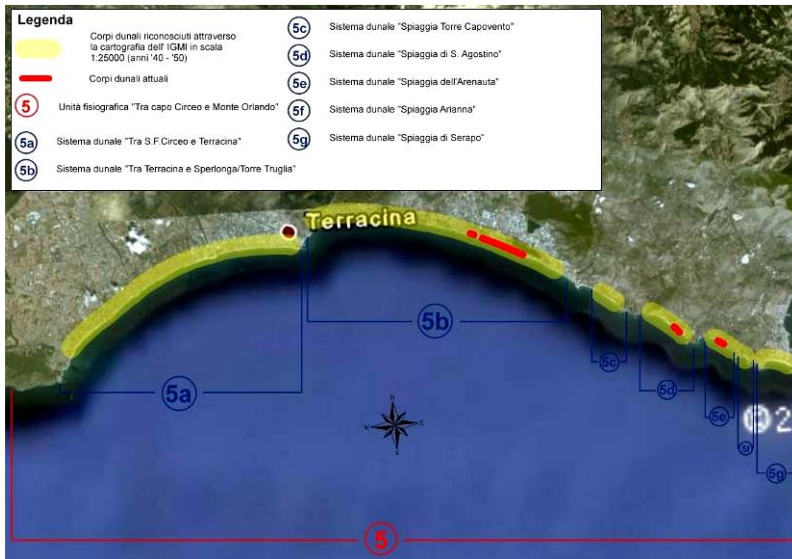 Legenda
Corpi dunali riconosciuti attraverso
la cartografia dell' IGMI in scala
1:25000 (anni '40 - '50)
Corpi dunali attuali
5 Unità fisiografica "Tra capo Circeo e Monte Orlando"
5a Sistema dunale "Tra S.F.Circeo e Terracina"
5b Sistema dunale "Tra Terracina e Sperlonga/Torre Truglia"
5c Sistema dunale "Spiaggia Torre Capovento"
5d Sistema dunale "Spiaggia di S. Agostino"
5e Sistema dunale "Spiaggia dell'Arenauta"
5f Sistema dunale "Spiaggia Arianna"
5g Sistema dunale "Spiaggia di Serapo"
Terracina
5b
5c
5a
5d
5e
2
5f
5g
N
W
E
S
5